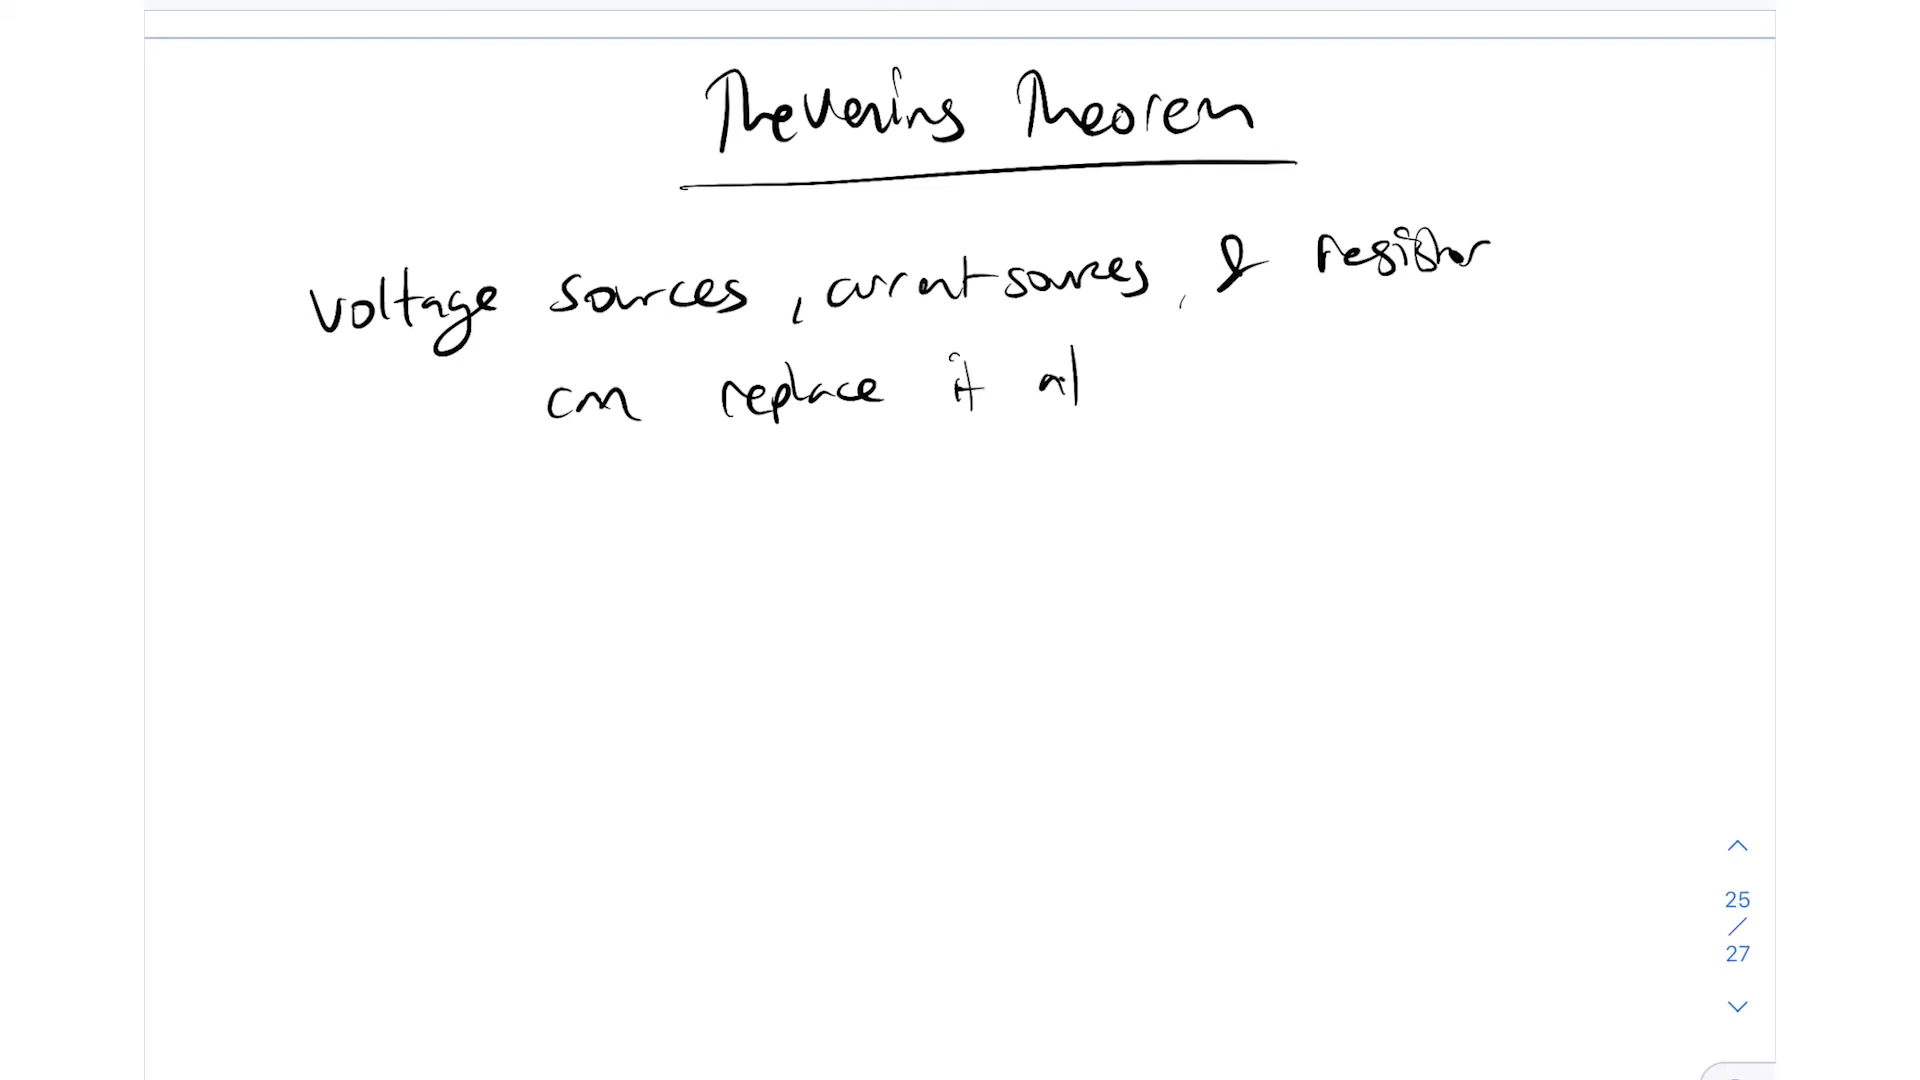 Thevenins Theorem
voltage sources, current sources, & resistor
can replace it al
25
/
27